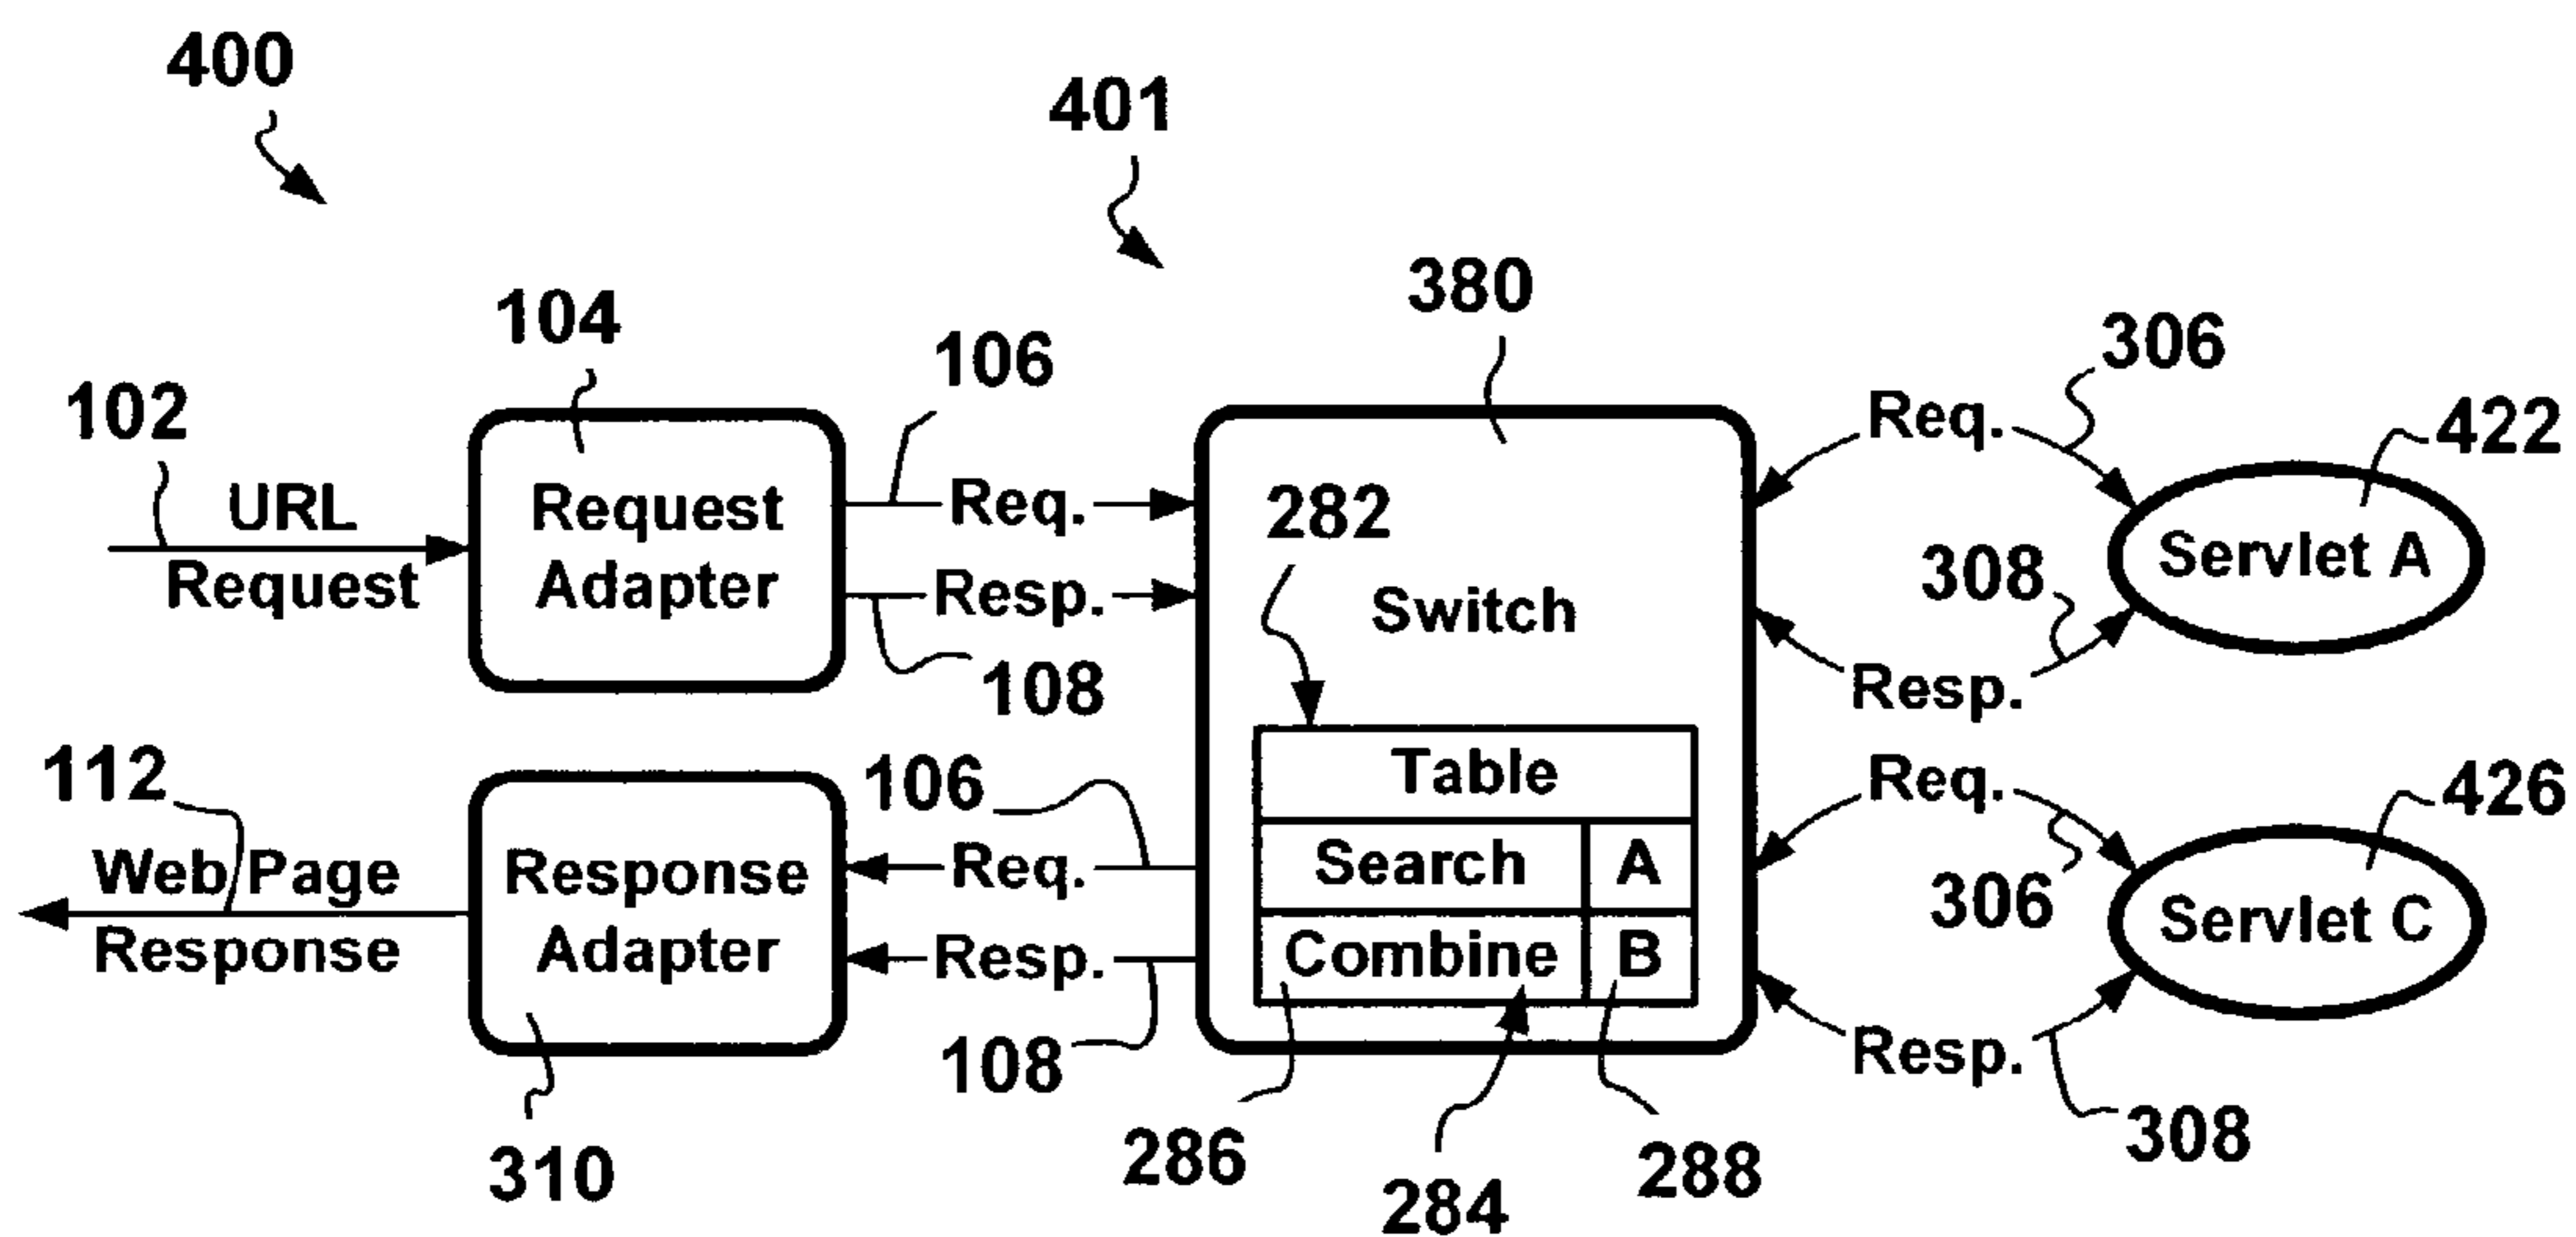 400
401
380
104
106
306
102
422
Req.
URL
Request
Request
Adapter
Req.
282
Servlet A
308
Resp.
Switch
108
Resp.
112
106
Table
Req.
426
Web Page
Response
Response
Adapter
Req.
Search
A
306
Servlet C
Resp.
Combine
B
108
Resp.
310
286
284
288
308